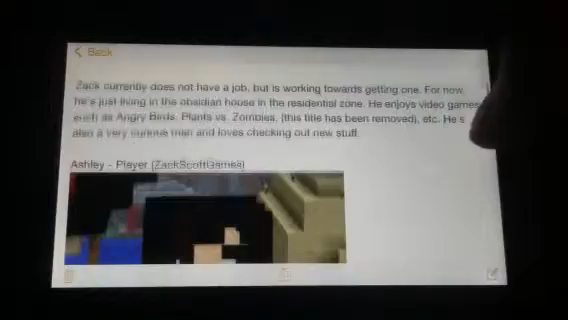 Back
Zack currently does not have a job, but is working towards getting one. For now,
he's just living in the obsidian house in the residential zone. He enjoys video games
such as Angry Birds, Plants vs. Zombies, (this title has been removed), etc. He's
also a very curious man and loves checking out new stuff.
Ashley - Player (ZackScottGames)